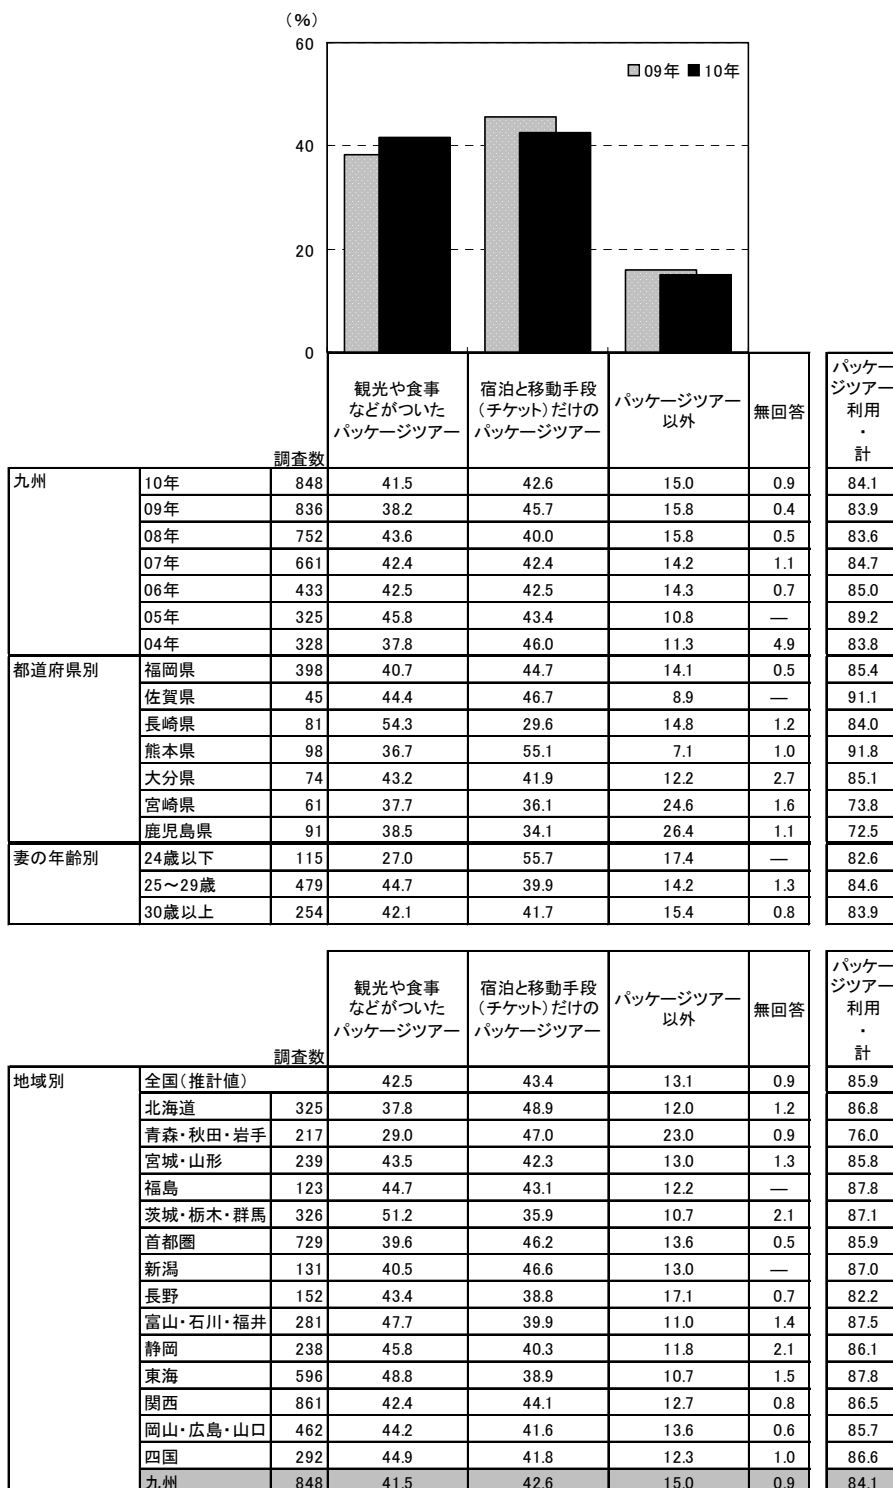 (%)
60
40
20
0
09年 10年
調査数 観光や食事などがついたパッケージツアー 宿泊と移動手段(チケット)だけのパッケージツアー パッケージツアー以外 無回答 パッケージツアー利用・計
九州 10年 848 41.5 42.6 15.0 0.9 84.1
09年 836 38.2 45.7 15.8 0.4 83.9
08年 752 43.6 40.0 15.8 0.5 83.6
07年 661 42.4 42.4 14.2 1.1 84.7
06年 433 42.5 42.5 14.3 0.7 85.0
05年 325 45.8 43.4 10.8 — 89.2
04年 328 37.8 46.0 11.3 4.9 83.8
都道府県別 福岡県 398 40.7 44.7 14.1 0.5 85.4
佐賀県 45 44.4 46.7 8.9 — 91.1
長崎県 81 54.3 29.6 14.8 1.2 84.0
熊本県 98 36.7 55.1 7.1 1.0 91.8
大分県 74 43.2 41.9 12.2 2.7 85.1
宮崎県 61 37.7 36.1 24.6 1.6 73.8
鹿児島県 91 38.5 34.1 26.4 1.1 72.5
妻の年齢別 24歳以下 115 27.0 55.7 17.4 — 82.6
25～29歳 479 44.7 39.9 14.2 1.3 84.6
30歳以上 254 42.1 41.7 15.4 0.8 83.9
調査数 観光や食事などがついたパッケージツアー 宿泊と移動手段(チケット)だけのパッケージツアー パッケージツアー以外 無回答 パッケージツアー利用・計
地域別 全国(推計値) 42.5 43.4 13.1 0.9 85.9
北海道 325 37.8 48.9 12.0 1.2 86.8
青森・秋田・岩手 217 29.0 47.0 23.0 0.9 76.0
宮城・山形 239 43.5 42.3 13.0 1.3 85.8
福島 123 44.7 43.1 12.2 — 87.8
茨城・栃木・群馬 326 51.2 35.9 10.7 2.1 87.1
首都圏 729 39.6 46.2 13.6 0.5 85.9
新潟 131 40.5 46.6 13.0 — 87.0
長野 152 43.4 38.8 17.1 0.7 82.2
富山・石川・福井 281 47.7 39.9 11.0 1.4 87.5
静岡 238 45.8 40.3 11.8 2.1 86.1
東海 596 48.8 38.9 10.7 1.5 87.8
関西 861 42.4 44.1 12.7 0.8 86.5
岡山・広島・山口 462 44.2 41.6 13.6 0.6 85.7
四国 292 44.9 41.8 12.3 1.0 86.6
九州 848 41.5 42.6 15.0 0.9 84.1